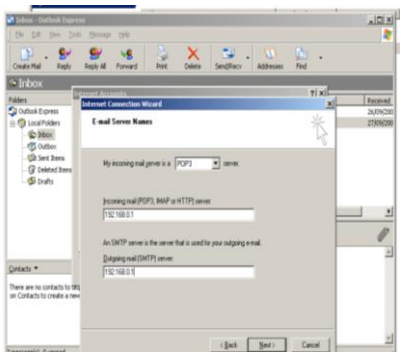 Inbox - Outlook Express
File Edit View Tools Message Help
Create Mail Reply Reply All Forward Print Delete Send/Recv Addresses Find
Inbox
Folders
Outlook Express
Local Folders
Inbox
Outbox
Sent Items
Deleted Items
Drafts
Contacts
There are no contacts to
on Contacts to create a new
Internet Accounts
Received
Internet Connection Wizard
E-mail Server Names
My incoming mail server is a POP3 server.
Incoming mail (POP3, IMAP or HTTP) server:
192.168.0.1
An SMTP server is the server that is used for your outgoing e-mail.
Outgoing mail (SMTP) server:
192.168.0.1
< Back Next > Cancel